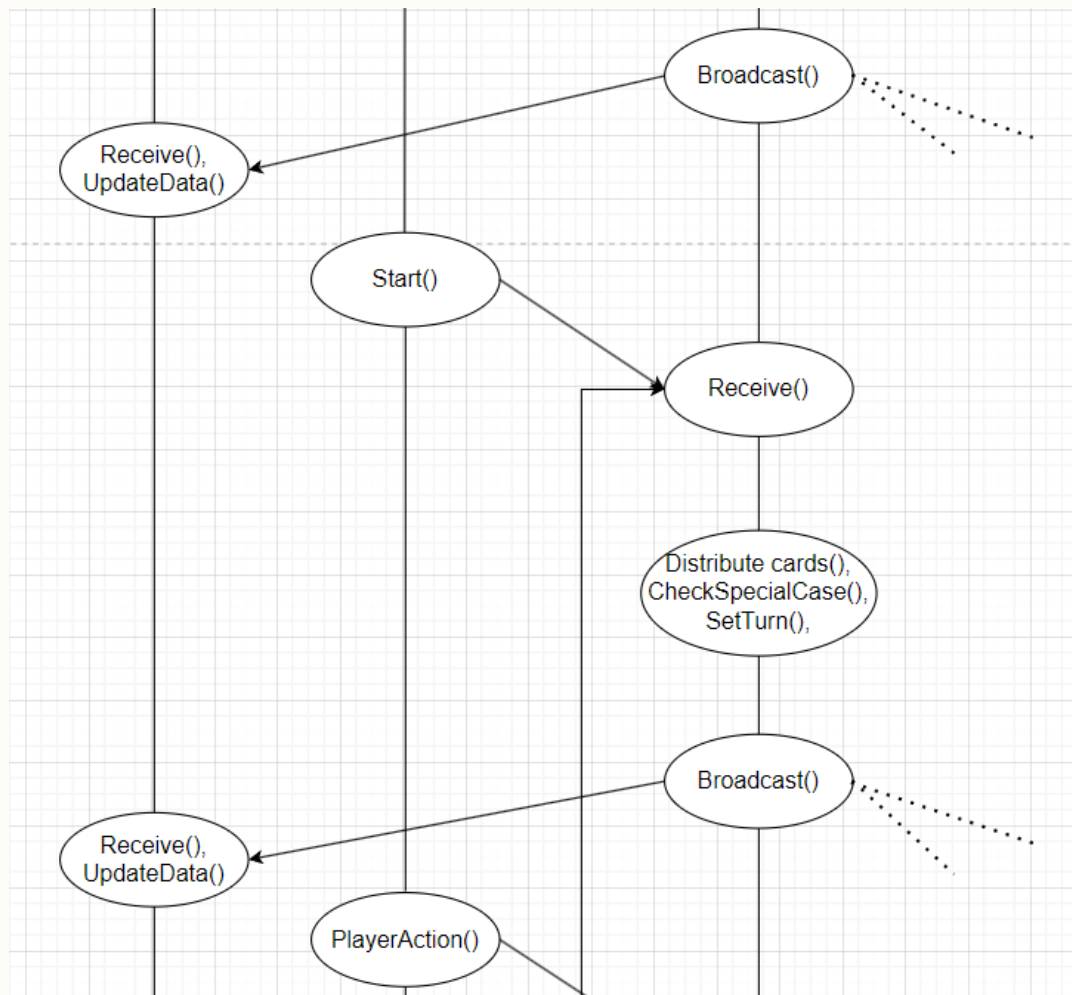 Broadcast()
Receive(),
UpdateData()
Start()
Receive()
Distribute cards(),
CheckSpecialCase(),
SetTurn(),
Broadcast()
Receive(),
UpdateData()
PlayerAction()